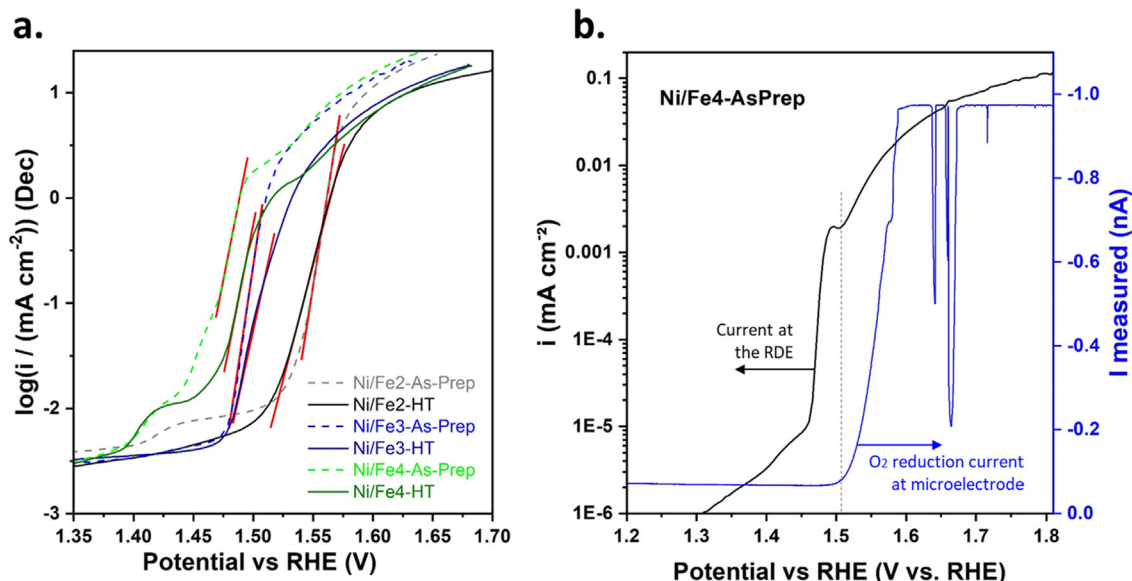 a.
log(i / (mA cm⁻²)) (Dec)
1
0
-1
-2
-3
1.35 1.40 1.45 1.50 1.55 1.60 1.65 1.70
Potential vs RHE (V)
Ni/Fe2-As-Prep
Ni/Fe2-HT
Ni/Fe3-As-Prep
Ni/Fe3-HT
Ni/Fe4-As-Prep
Ni/Fe4-HT
b.
Ni/Fe4-AsPrep
i (mA cm⁻²)
0.1
0.01
0.001
1E-4
1E-5
1E-6
Current at
the RDE
O₂ reduction current
at microelectrode
-1.0
-0.8
-0.6
-0.4
-0.2
0.0
I measured (nA)
1.2 1.3 1.4 1.5 1.6 1.7 1.8
Potential vs RHE (V vs. RHE)